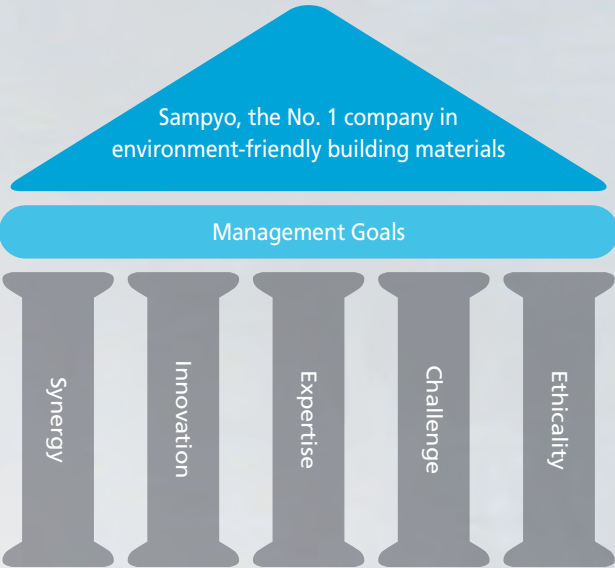 Sampyo, the No. 1 company in
environment-friendly building materials
Management Goals
Synergy
Innovation
Expertise
Challenge
Ethicality